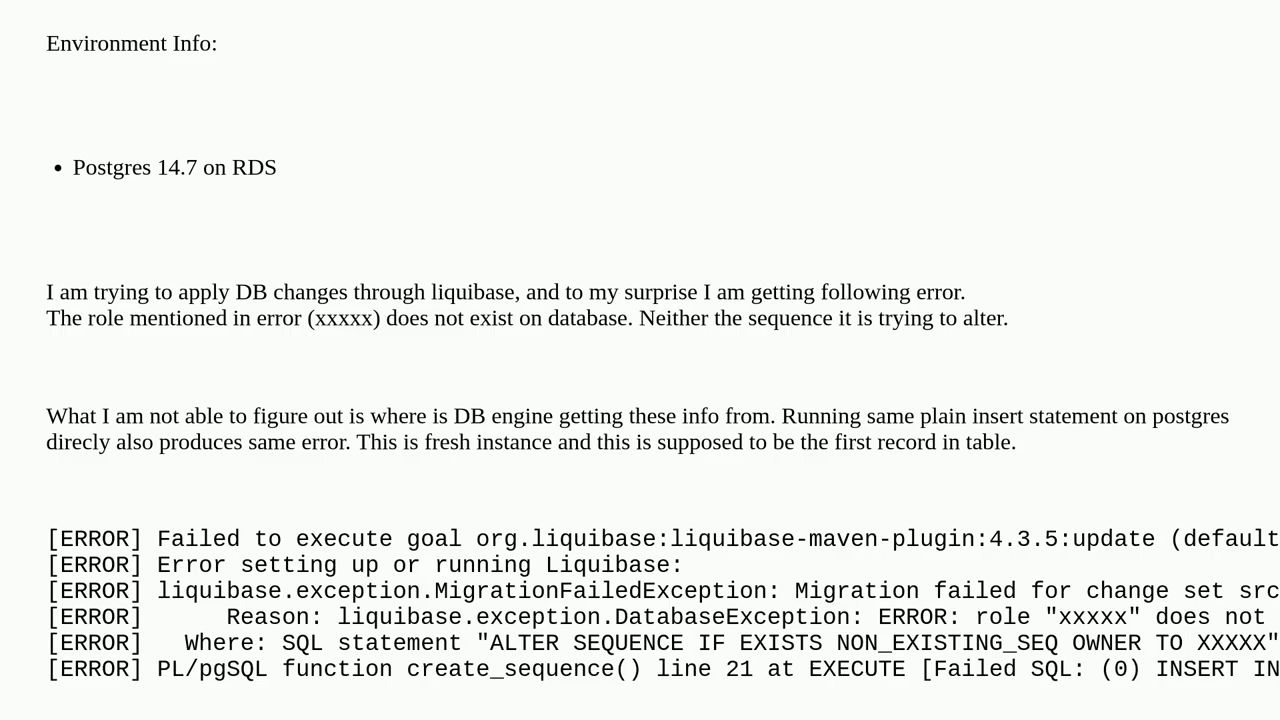 Environment Info:
• Postgres 14.7 on RDS
I am trying to apply DB changes through liquibase, and to my surprise I am getting following error.
The role mentioned in error (xxxxx) does not exist on database. Neither the sequence it is trying to alter.
What I am not able to figure out is where is DB engine getting these info from. Running same plain insert statement on postgres
direcly also produces same error. This is fresh instance and this is supposed to be the first record in table.
[ERROR] Failed to execute goal org.liquibase:liquibase-maven-plugin:4.3.5:update (default
[ERROR] Error setting up or running Liquibase:
[ERROR] liquibase.exception.MigrationFailedException: Migration failed for change set src
[ERROR]      Reason: liquibase.exception.DatabaseException: ERROR: role "xxxxx" does not
[ERROR]   Where: SQL statement "ALTER SEQUENCE IF EXISTS NON_EXISTING_SEQ OWNER TO XXXXX"
[ERROR] PL/pgSQL function create_sequence() line 21 at EXECUTE [Failed SQL: (0) INSERT IN